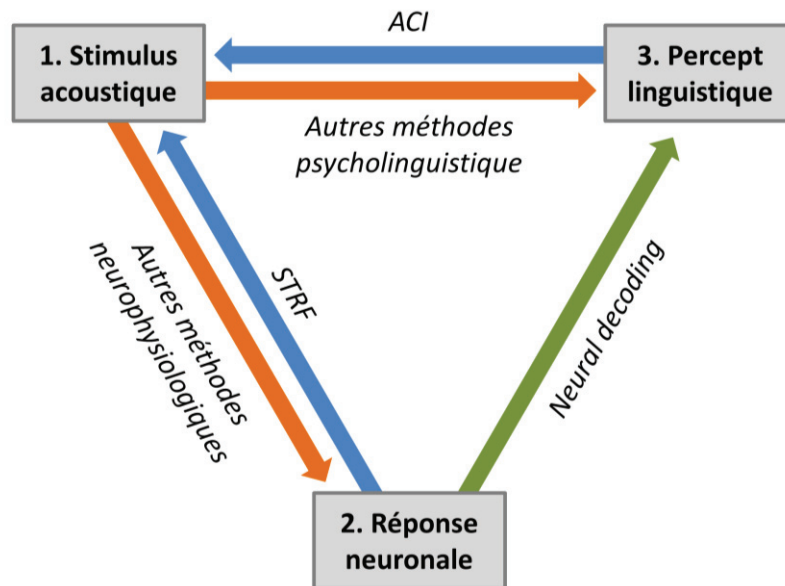 ACI
1. Stimulus
acoustique
3. Percept
linguistique
Autres méthodes
psycholinguistique
Autres méthodes
neurophysiologiques
STRF
Neural decoding
2. Réponse
neuronale